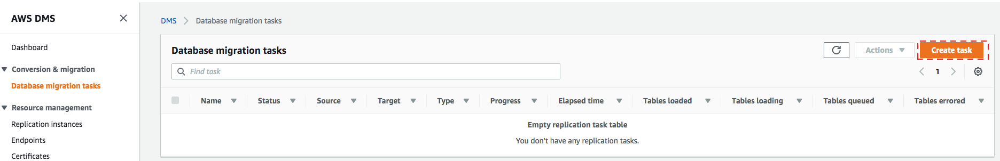 AWS DMS
Dashboard
Conversion & migration
Database migration tasks
Resource management
Replication instances
Endpoints
Certificates
DMS Database migration tasks
Database migration tasks
Actions
Create task
Find task
1
Name Status Source Target Type Progress Elapsed time Tables loaded Tables loading Tables queued Tables errored
Empty replication task table
You don't have any replication tasks.